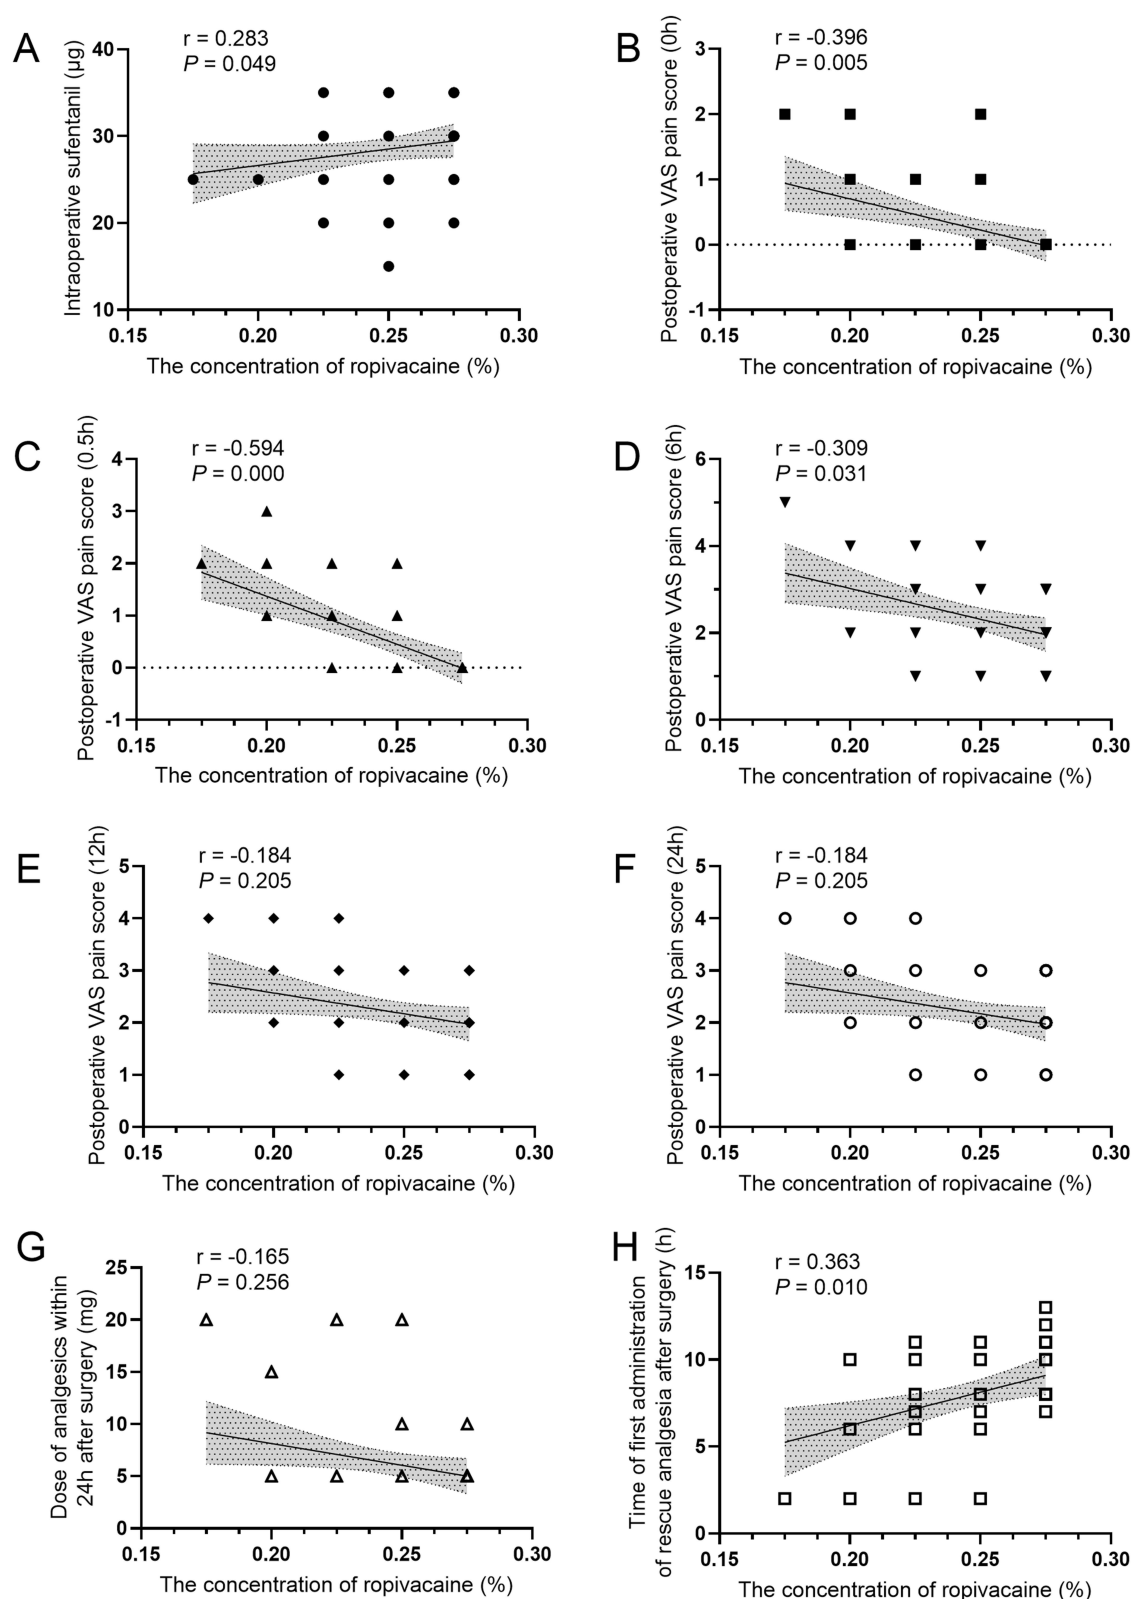 A
r = 0.283
P = 0.049
Intraoperative sufentanil (μg)
40
30
20
10
0.15 0.20 0.25 0.30
The concentration of ropivacaine (%)
B
r = -0.396
P = 0.005
Postoperative VAS pain score (0h)
3
2
1
0
-1
0.15 0.20 0.25 0.30
The concentration of ropivacaine (%)
C
r = -0.594
P = 0.000
Postoperative VAS pain score (0.5h)
4
3
2
1
0
-1
0.15 0.20 0.25 0.30
The concentration of ropivacaine (%)
D
r = -0.309
P = 0.031
Postoperative VAS pain score (6h)
6
4
2
0
0.15 0.20 0.25 0.30
The concentration of ropivacaine (%)
E
r = -0.184
P = 0.205
Postoperative VAS pain score (12h)
5
4
3
2
1
0
0.15 0.20 0.25 0.30
The concentration of ropivacaine (%)
F
r = -0.184
P = 0.205
Postoperative VAS pain score (24h)
5
4
3
2
1
0
0.15 0.20 0.25 0.30
The concentration of ropivacaine (%)
G
r = -0.165
P = 0.256
Dose of analgesics within
24h after surgery (mg)
25
20
15
10
5
0
0.15 0.20 0.25 0.30
The concentration of ropivacaine (%)
H
r = 0.363
P = 0.010
Time of first administration
of rescue analgesia after surgery (h)
15
10
5
0
0.15 0.20 0.25 0.30
The concentration of ropivacaine (%)